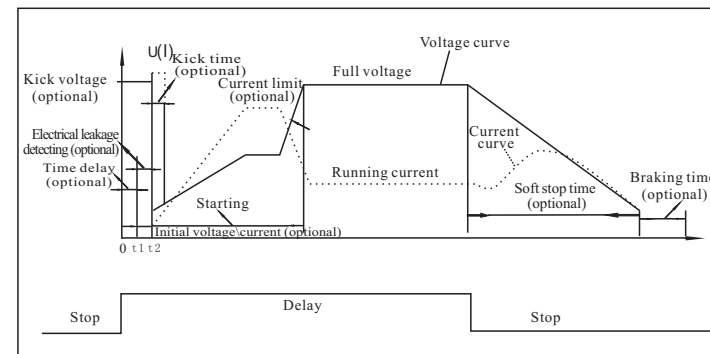 U(I)
Kick time
(optional)
Voltage curve
Kick voltage
(optional)
Current limit
(optional)
Full voltage
Electrical leakage
detecting (optional)
Time delay
(optional)
Current
curve
Running current
Braking time
(optional)
Soft stop time
(optional)
Starting
Initial voltage\current (optional)
0 t1 t2
Stop
Delay
Stop